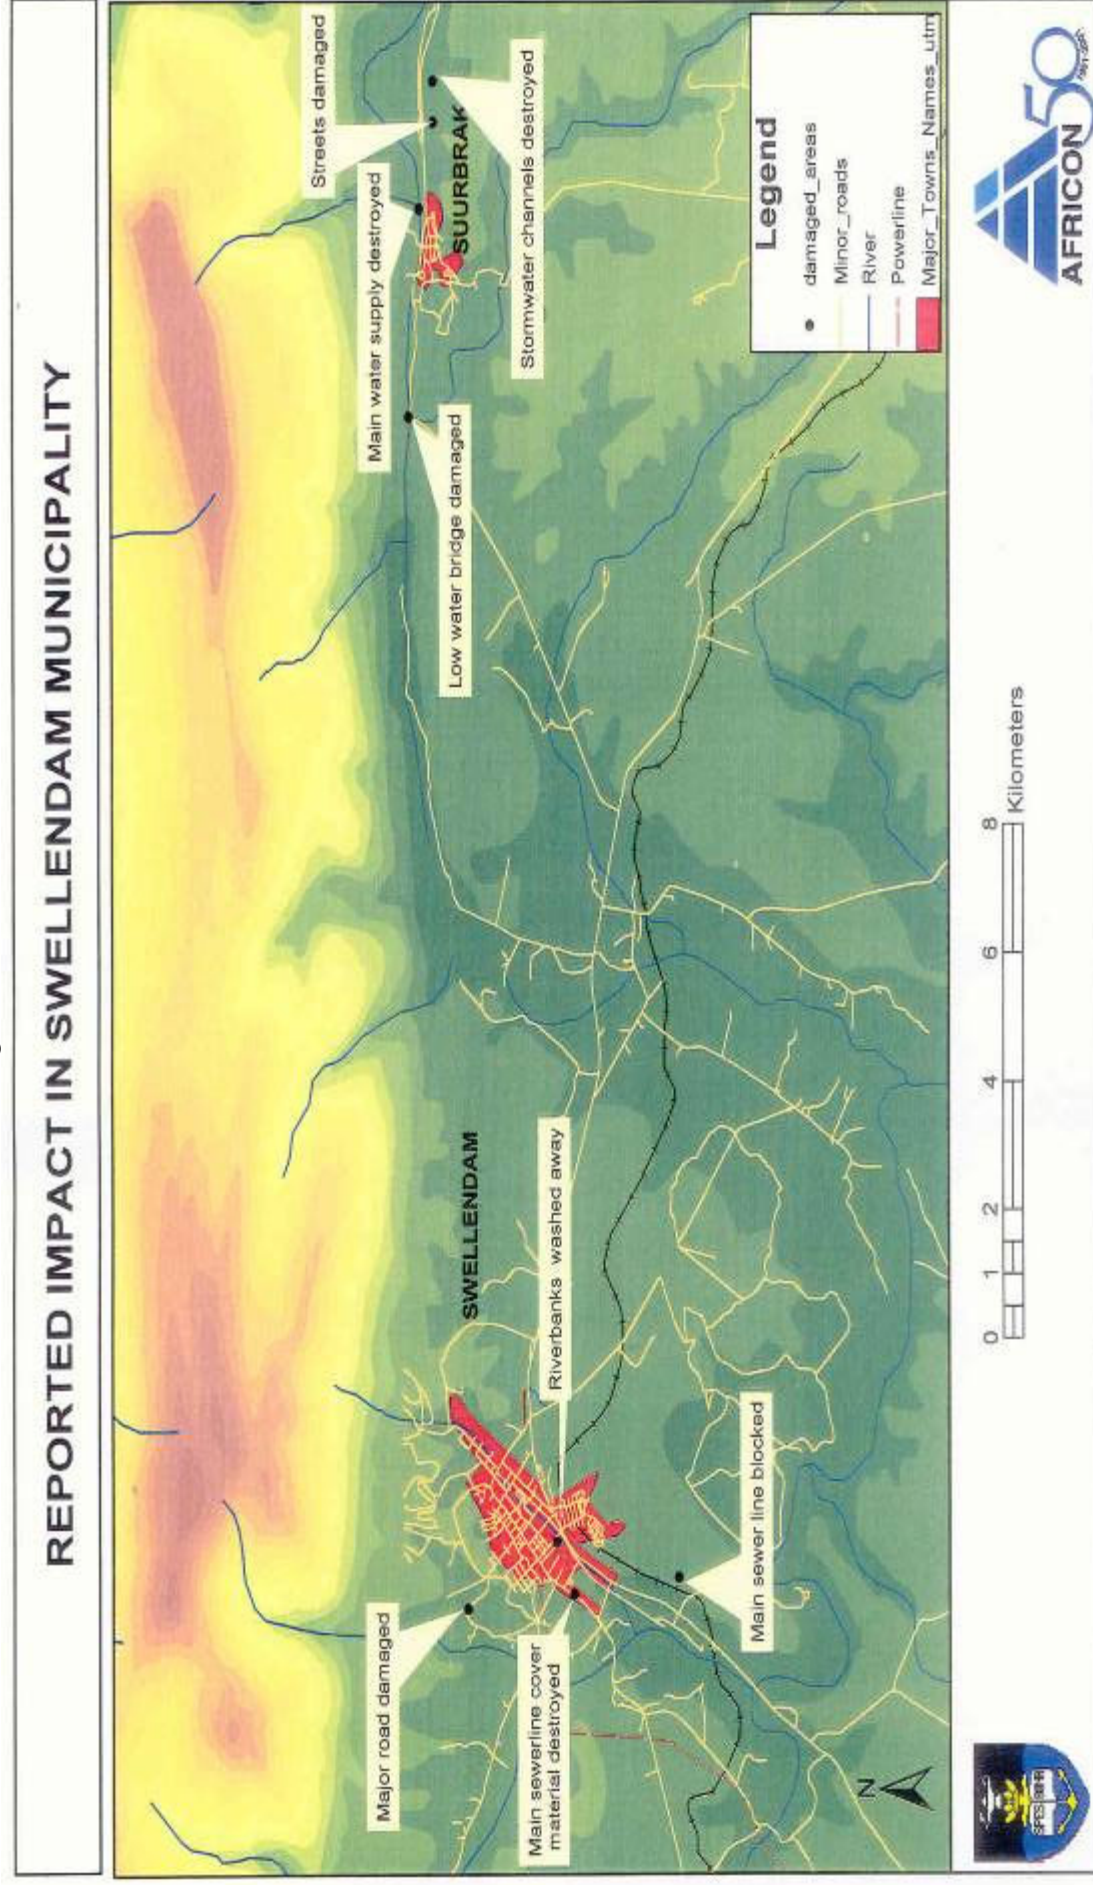 REPORTED IMPACT IN SWELLENDAM MUNICIPALITY
Streets damaged
Main water supply destroyed
SUURBRAK
Stormwater channels destroyed
Low water bridge damaged
SWELLENDAM
Riverbanks washed away
Major road damaged
Main sewerline cover
material destroyed
Main sewer line blocked
N
Legend
damaged_areas
Minor_roads
River
Powerline
Major_Towns_Names_utm
0 1 2 4 6 8
Kilometers
AFRICON
50